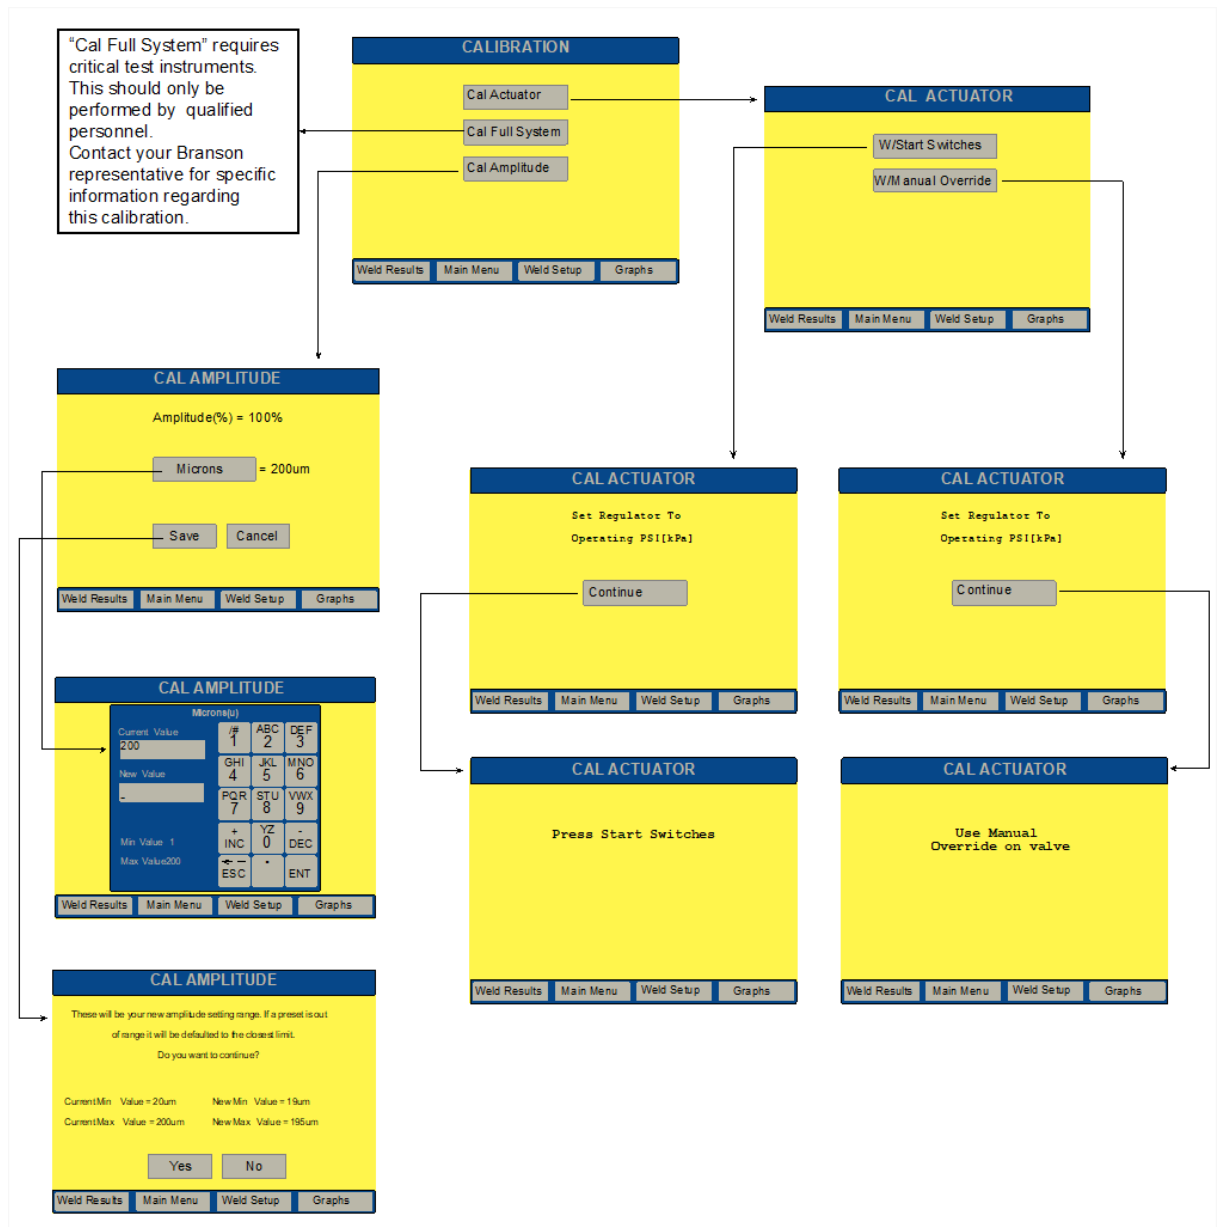 "Cal Full System" requires
critical test instruments.
This should only be
performed by qualified
personnel.
Contact your Branson
representative for specific
information regarding
this calibration.
CALIBRATION
Cal Actuator
Cal Full System
Cal Amplitude
Weld Results Main Menu Weld Setup Graphs
CAL ACTUATOR
W/Start Switches
W/Manual Override
Weld Results Main Menu Weld Setup Graphs
CAL AMPLITUDE
Amplitude(%) = 100%
Microns = 200um
Save Cancel
Weld Results Main Menu Weld Setup Graphs
CAL ACTUATOR
Set Regulator To
Operating PSI[kPa]
Continue
Weld Results Main Menu Weld Setup Graphs
CAL ACTUATOR
Set Regulator To
Operating PSI[kPa]
Continue
Weld Results Main Menu Weld Setup Graphs
CAL AMPLITUDE
Microns(u)
Current Value
200
New Value
-
Min Value 1
Max Value200
/# ABC DEF
1 2 3
GHI JKL MNO
4 5 6
PQR STU VWX
7 8 9
+ YZ -
INC 0 DEC
ESC . ENT
Weld Results Main Menu Weld Setup Graphs
CAL ACTUATOR
Press Start Switches
Weld Results Main Menu Weld Setup Graphs
CAL ACTUATOR
Use Manual
Override on valve
Weld Results Main Menu Weld Setup Graphs
CAL AMPLITUDE
These will be your new amplitude setting range. If a preset is out
of range it will be defaulted to the closest limit.
Do you want to continue?
Current Min Value = 20um New Min Value = 19um
Current Max Value = 200um New Max Value = 195um
Yes No
Weld Results Main Menu Weld Setup Graphs